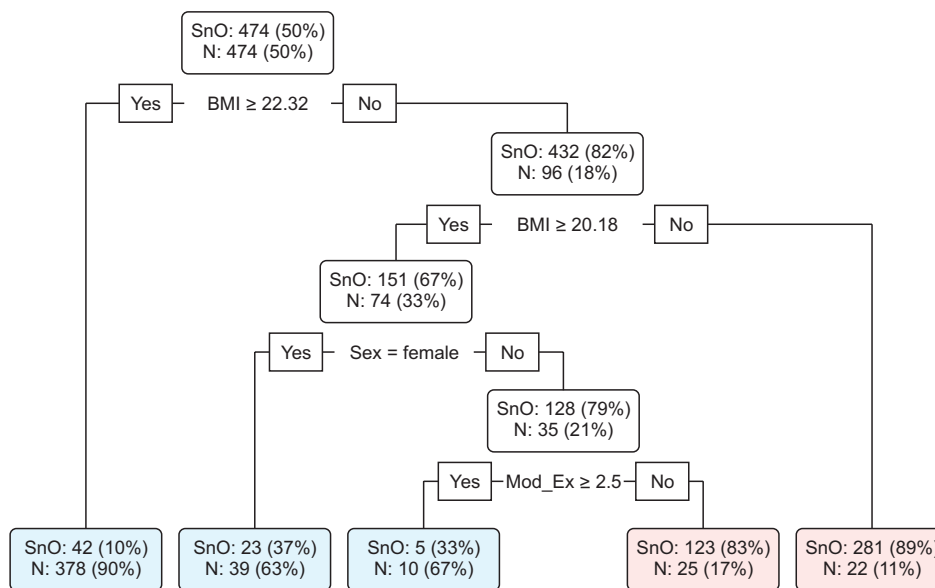 SnO: 474 (50%)
N: 474 (50%)
Yes BMI ≥ 22.32 No
SnO: 432 (82%)
N: 96 (18%)
Yes BMI ≥ 20.18 No
SnO: 151 (67%)
N: 74 (33%)
Yes Sex = female No
SnO: 128 (79%)
N: 35 (21%)
Yes Mod_Ex ≥ 2.5 No
SnO: 42 (10%)
N: 378 (90%)
SnO: 23 (37%)
N: 39 (63%)
SnO: 5 (33%)
N: 10 (67%)
SnO: 123 (83%)
N: 25 (17%)
SnO: 281 (89%)
N: 22 (11%)